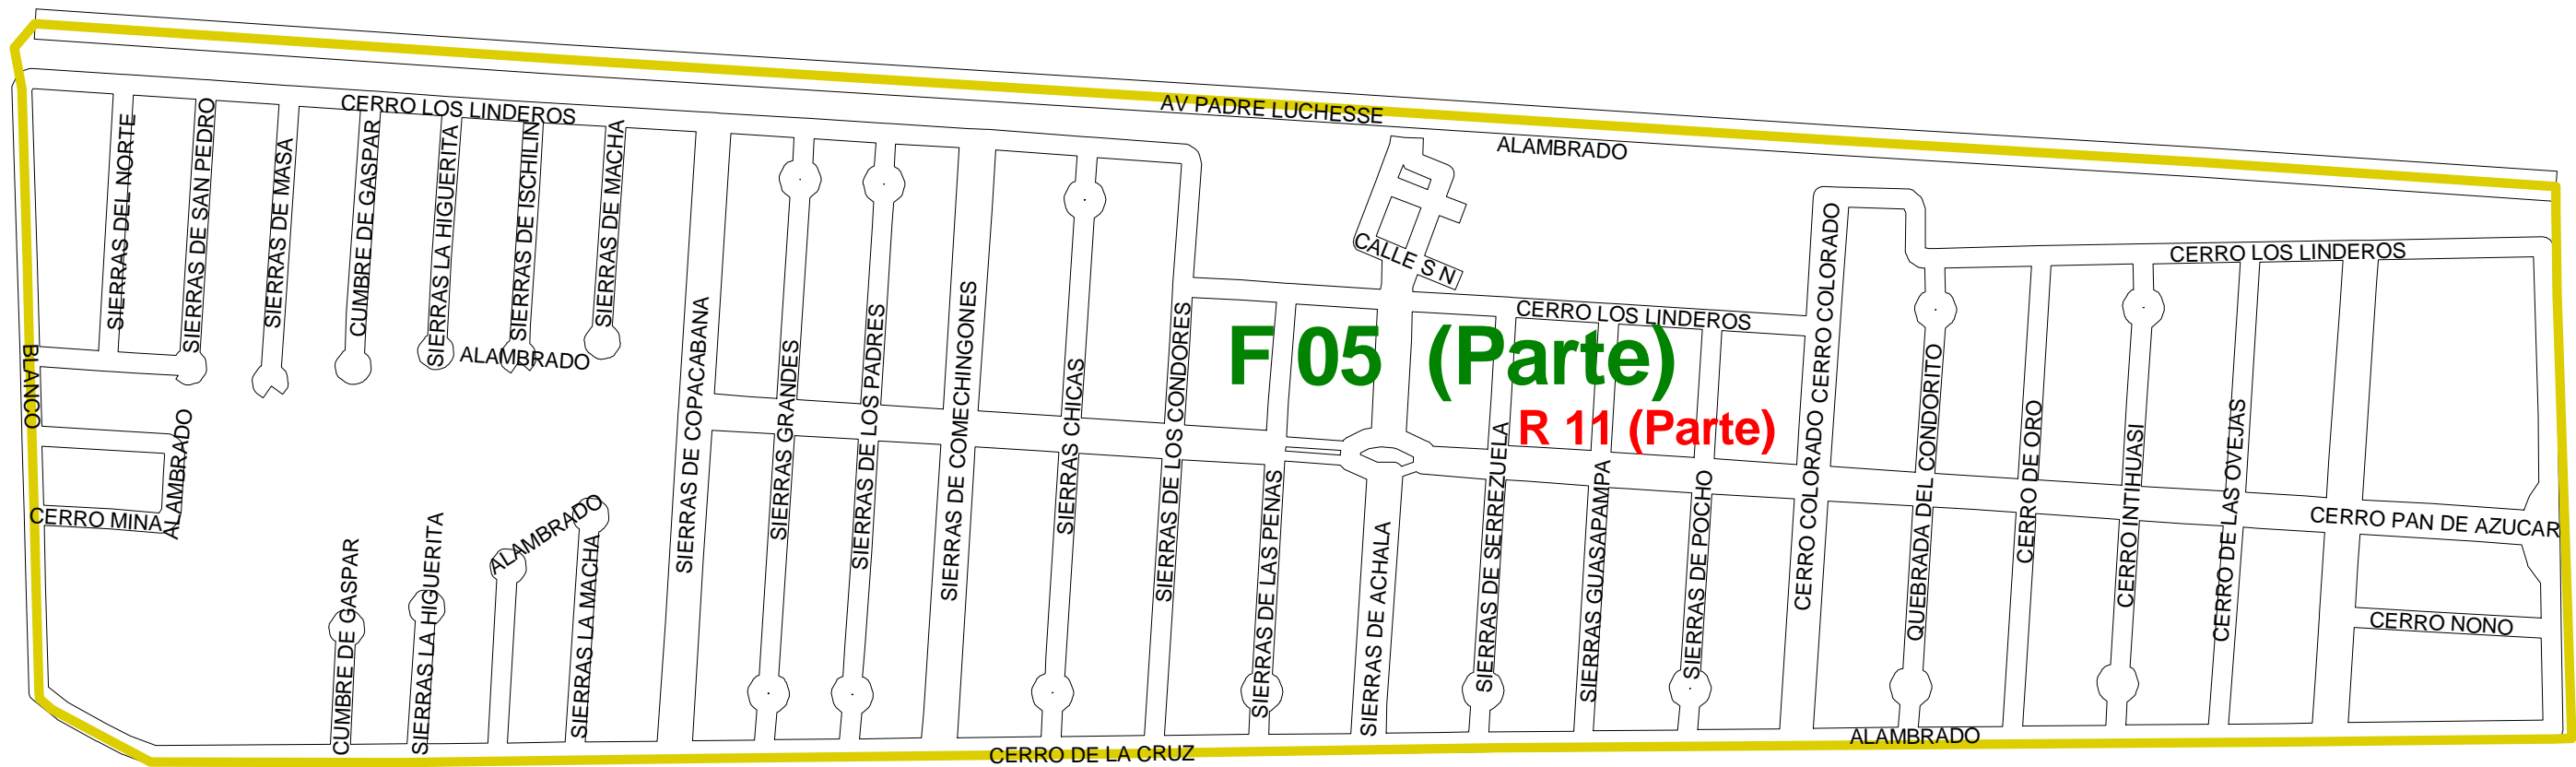 AV PADRE LUCHESSE
ALAMBRADO
CERRO LOS LINDEROS
SIERRAS DEL NORTE
SIERRAS DE SAN PEDRO
SIERRAS DE MASA
CUMBRE DE GASPAR
SIERRAS LA HIGUERITA
SIERRAS DE ISCHILIN
SIERRAS DE MACHA
ALAMBRADO
BLANCO
ALAMBRADO
CERRO MINA
CUMBRE DE GASPAR
SIERRAS LA HIGUERITA
ALAMBRADO
SIERRAS LA MACHA
SIERRAS DE COPACABANA
SIERRAS GRANDES
SIERRAS DE LOS PADRES
SIERRAS DE COMECHINGONES
SIERRAS CHICAS
SIERRAS DE LOS CONDORES
CALLE S N
CERRO LOS LINDEROS
F 05 (Parte)
R 11 (Parte)
SIERRAS DE LAS PENAS
SIERRAS DE ACHALA
SIERRAS DE SERREZUELA
SIERRAS GUASAPAMPA
SIERRAS DE POCHO
CERRO COLORADO CERRO COLORADO
QUEBRADA DEL CONDORITO
CERRO DE ORO
CERRO INTIHUASI
CERRO DE LAS OVEJAS
CERRO LOS LINDEROS
CERRO PAN DE AZUCAR
CERRO NONO
CERRO DE LA CRUZ
ALAMBRADO